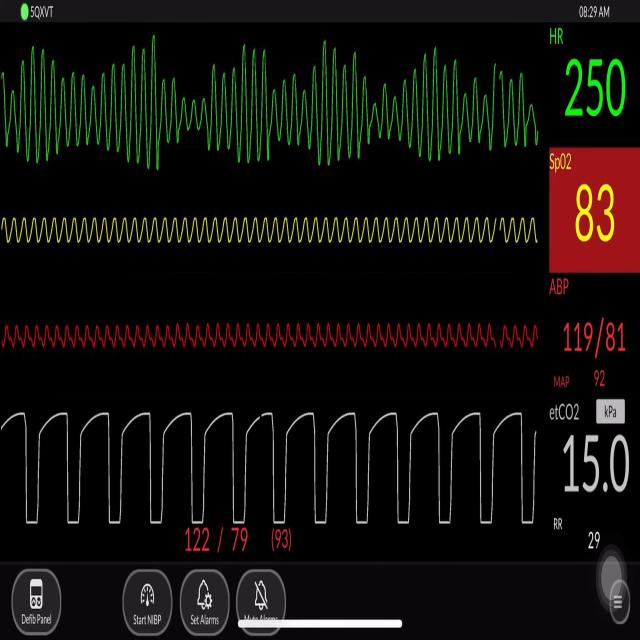 5QXVT
08:29 AM
HR
250
SpO2
83
ABP
119/81
MAP 92
etCO2 kPa
15.0
RR
29
122 / 79 (93)
Defib Panel
Start NIBP
Set Alarms
Mute Alarms